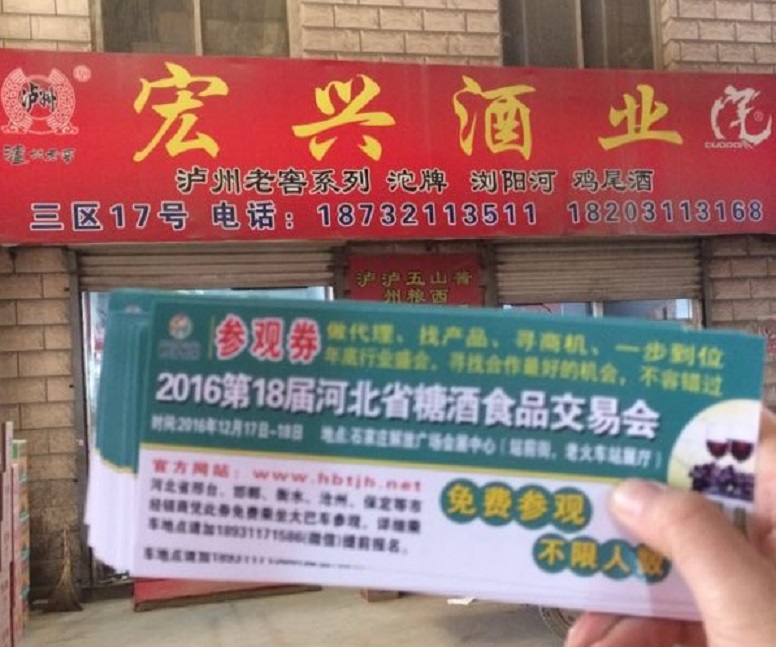 泸州
宏兴酒业
泸州老窖系列 沱牌 浏阳河 鸡尾酒
三区17号 电话：18732113511 18203113168
泸泸五山酱
州粮西
参观券
做代理、找产品、寻商机、一步到位
年底行业盛会，寻找合作最好的机会，不容错过
2016第18届河北省糖酒食品交易会
时间:2016年12月17日-18日 地点:石家庄解放广场会展中心（站前街，老火车站展厅）
官方网站：www.hbtjh.net
河北省邢台、邯郸、衡水、沧州、保定等市
经销商凭此券免费乘坐大巴车参观，详细乘
车地点请加18931171586(微信)提前报名。
免费参观
不限人数